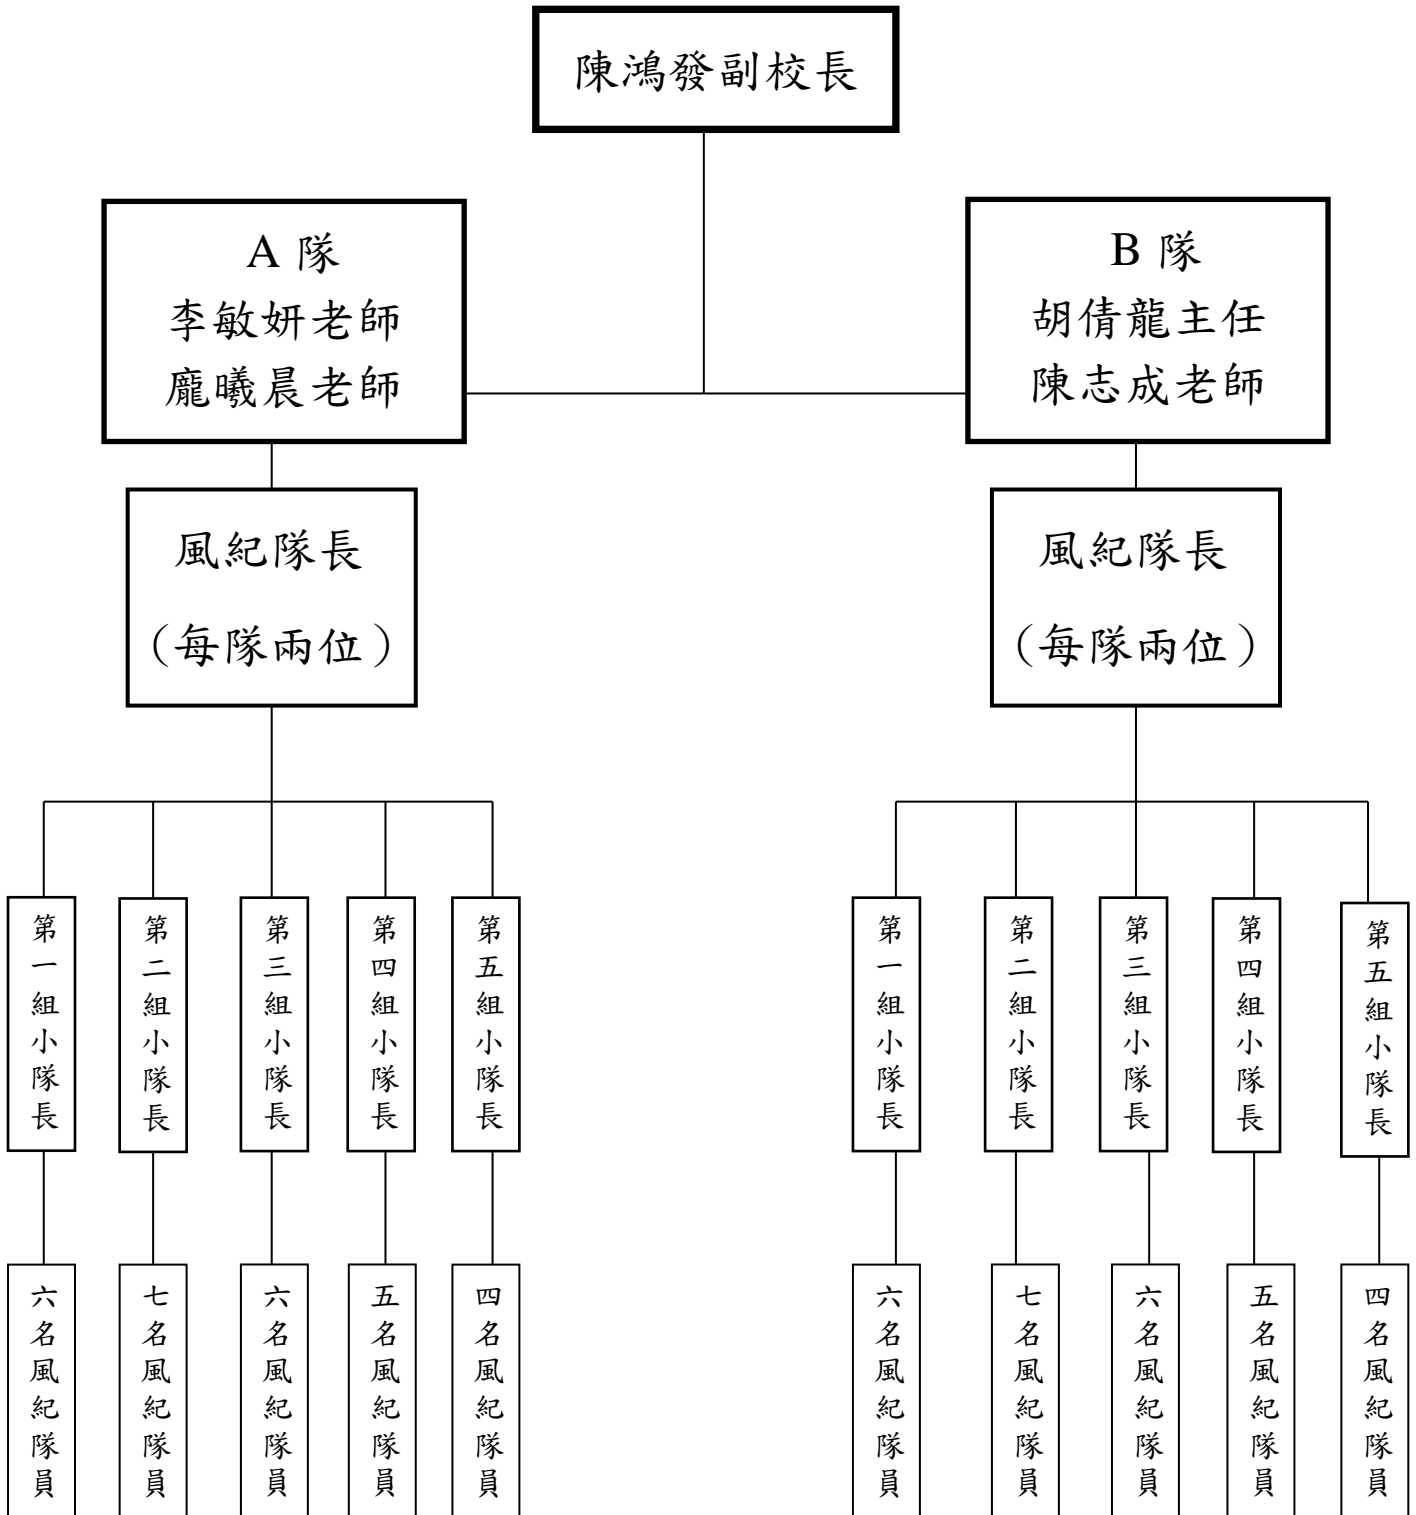 陳鴻發副校長
A 隊
李敏妍老師
龐曦晨老師
B 隊
胡倩龍主任
陳志成老師
風紀隊長
（每隊兩位）
風紀隊長
（每隊兩位）
第一組小隊長
第二組小隊長
第三組小隊長
第四組小隊長
第五組小隊長
第一組小隊長
第二組小隊長
第三組小隊長
第四組小隊長
第五組小隊長
六名風紀隊員
七名風紀隊員
六名風紀隊員
五名風紀隊員
四名風紀隊員
六名風紀隊員
七名風紀隊員
六名風紀隊員
五名風紀隊員
四名風紀隊員